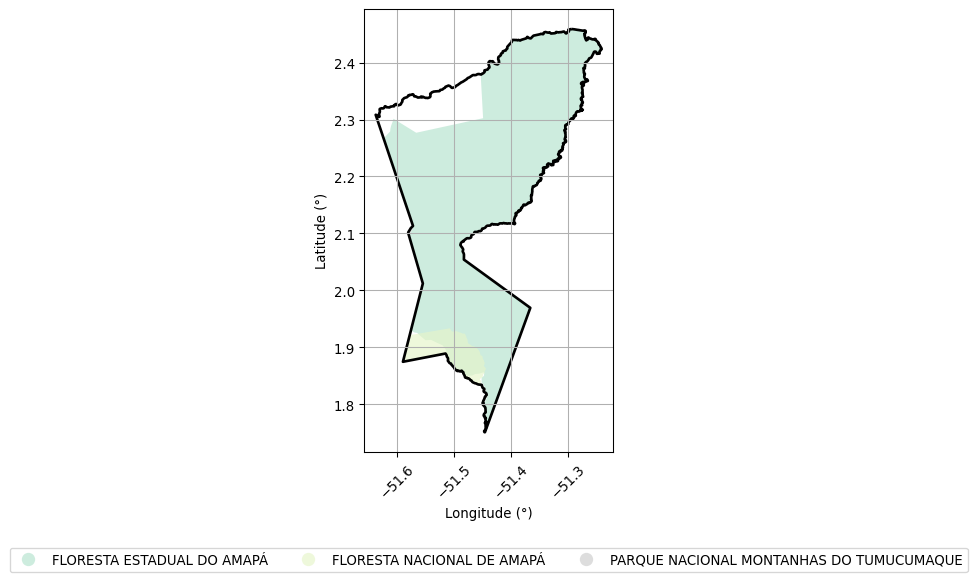 2.4
2.3
2.2
2.1
2.0
1.9
1.8
Latitude (°)
−51.6
−51.5
−51.4
−51.3
Longitude (°)
FLORESTA ESTADUAL DO AMAPÁ
FLORESTA NACIONAL DE AMAPÁ
PARQUE NACIONAL MONTANHAS DO TUMUCUMAQUE